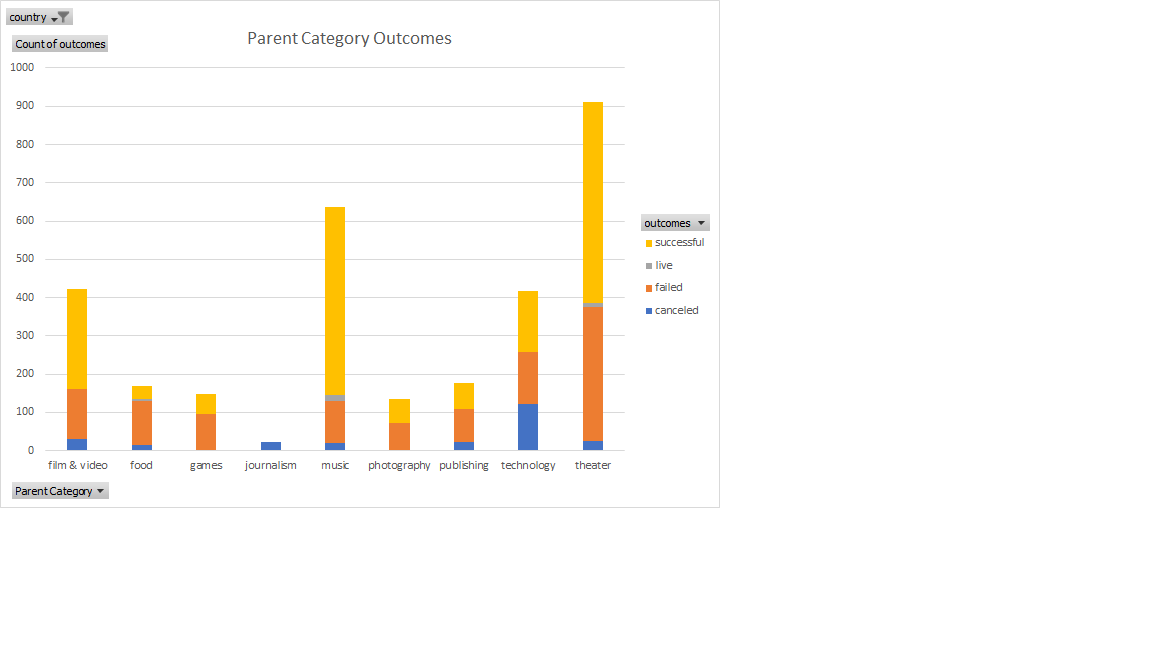 country
Count of outcomes
Parent Category Outcomes
1000
900
800
700
600
500
400
300
200
100
0
film & video food games journalism music photography publishing technology theater
outcomes
successful
live
failed
canceled
Parent Category